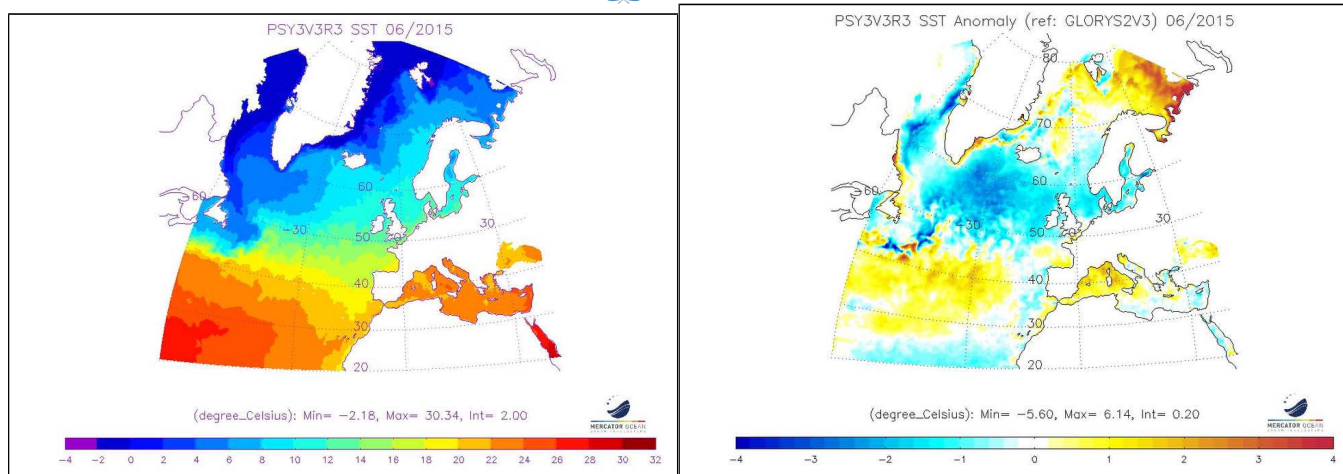 PSY3V3R3 SST 06/2015
60
-60
-30
30
50
20
40
30
20
(degree_Celsius): Min= -2.18, Max= 30.34, Int= 2.00
MERCATOR OCEAN
-4 -2 0 2 4 6 8 10 12 14 16 18 20 22 24 26 28 30 32
PSY3V3R3 SST Anomaly (ref: GLORYS2V3) 06/2015
80
70
-60
60
30
-30
50
20
40
30
20
(degree_Celsius): Min= -5.60, Max= 6.14, Int= 0.20
MERCATOR OCEAN
-4 -3 -2 -1 0 1 2 3 4